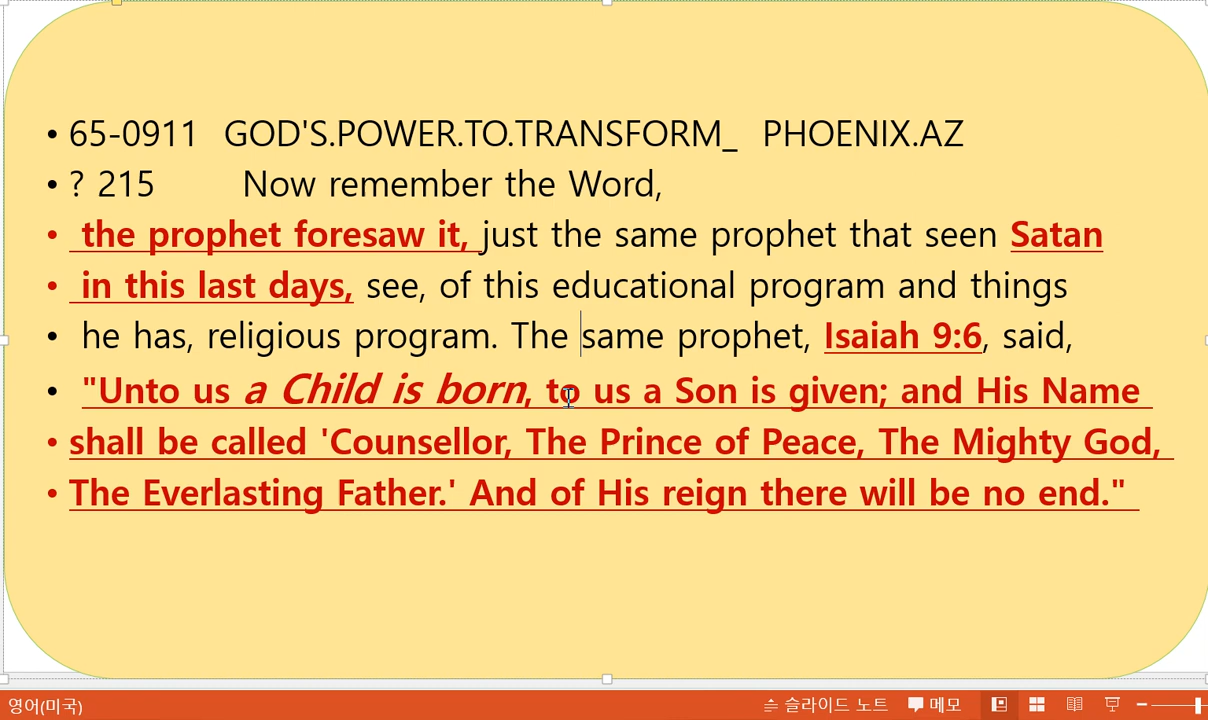 • 65-0911 GOD'S.POWER.TO.TRANSFORM_ PHOENIX.AZ
• ? 215 Now remember the Word,
• the prophet foresaw it, just the same prophet that seen Satan
• in this last days, see, of this educational program and things
• he has, religious program. The same prophet, Isaiah 9:6, said,
• "Unto us a Child is born, to us a Son is given; and His Name
• shall be called 'Counsellor, The Prince of Peace, The Mighty God,
• The Everlasting Father.' And of His reign there will be no end."
영어(미국) 슬라이드 노트 메모